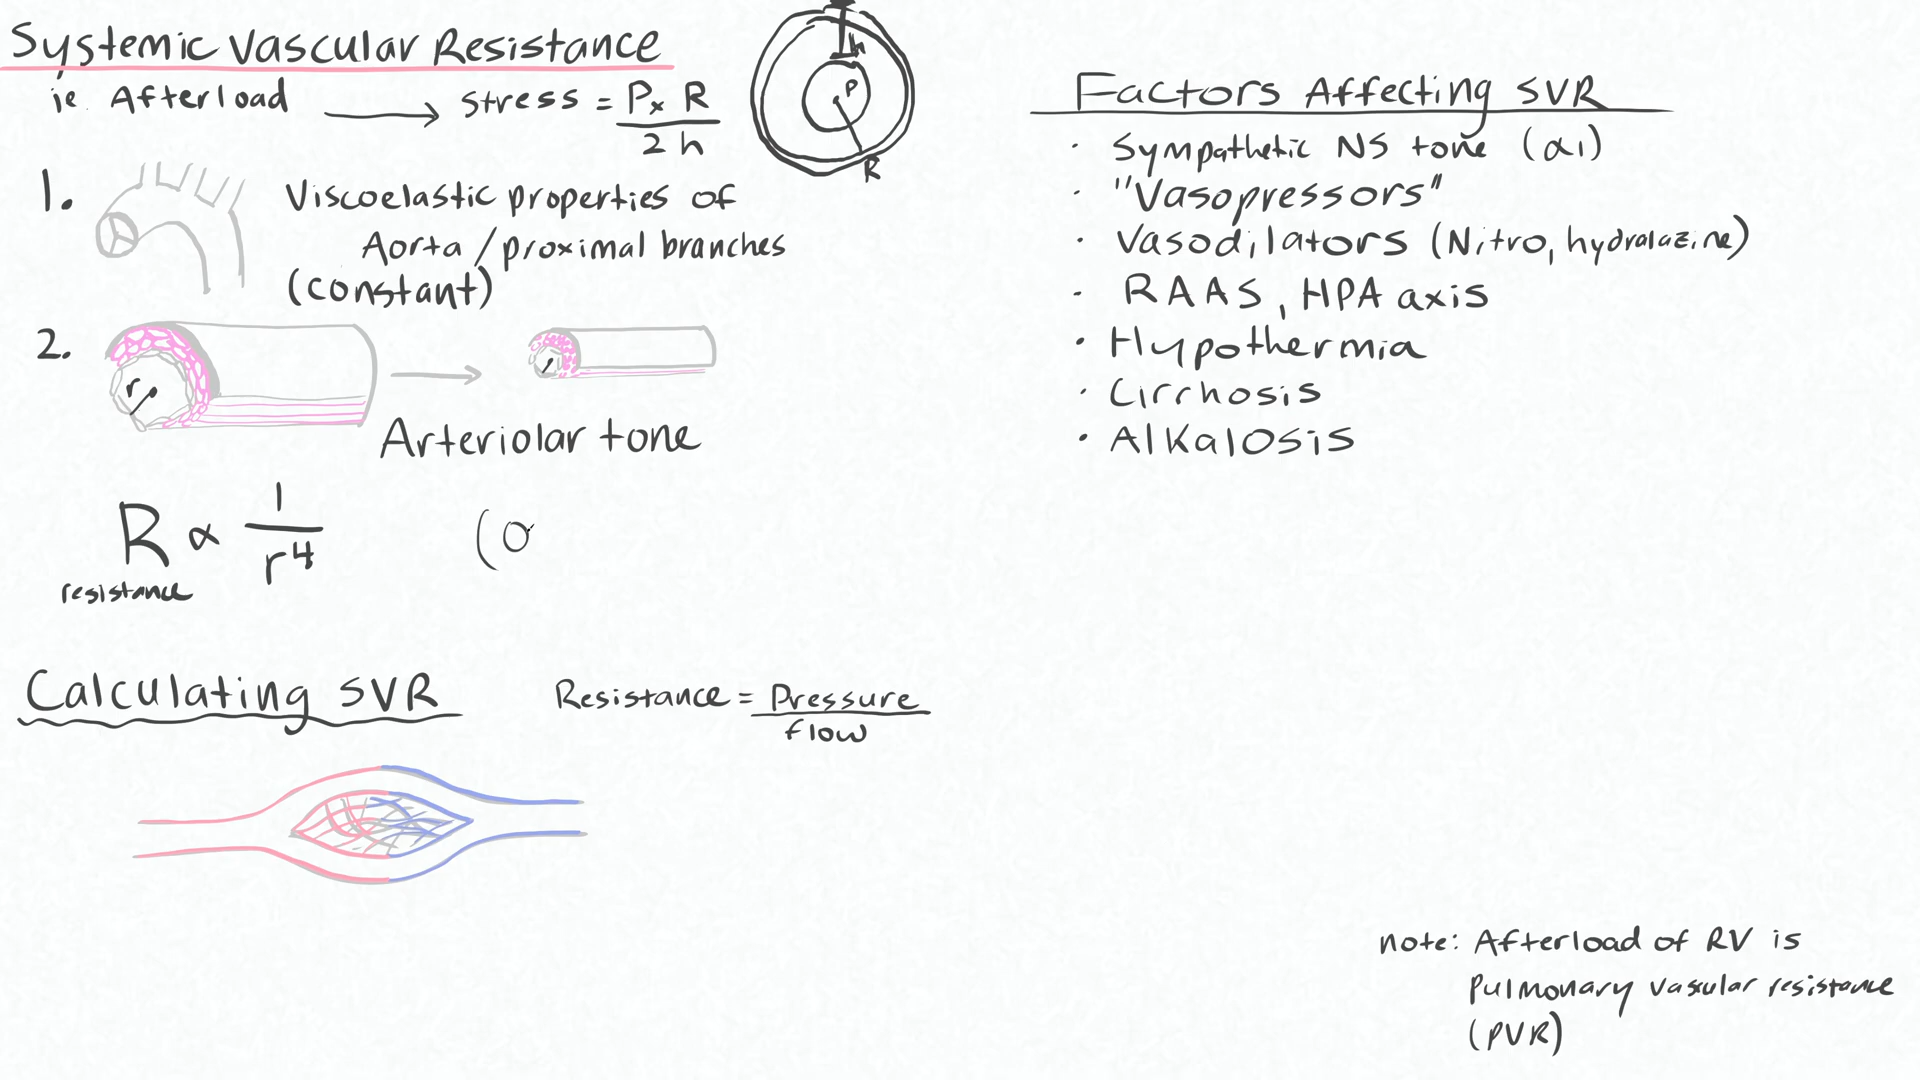 Systemic Vascular Resistance
ie. Afterload → stress = P x R
2 h
h
P
R
1. Viscoelastic properties of
Aorta / proximal branches
(constant)
2.
r
Arteriolar tone
R ∝ 1
r⁴
resistance
(o
Calculating SVR
Resistance = Pressure
flow
Factors Affecting SVR
· Sympathetic NS tone (α1)
· "Vasopressors"
· Vasodilators (Nitro, hydralazine)
· RAAS, HPA axis
· Hypothermia
· Cirrhosis
· Alkalosis
note: Afterload of RV is
Pulmonary vascular resistance
(PVR)